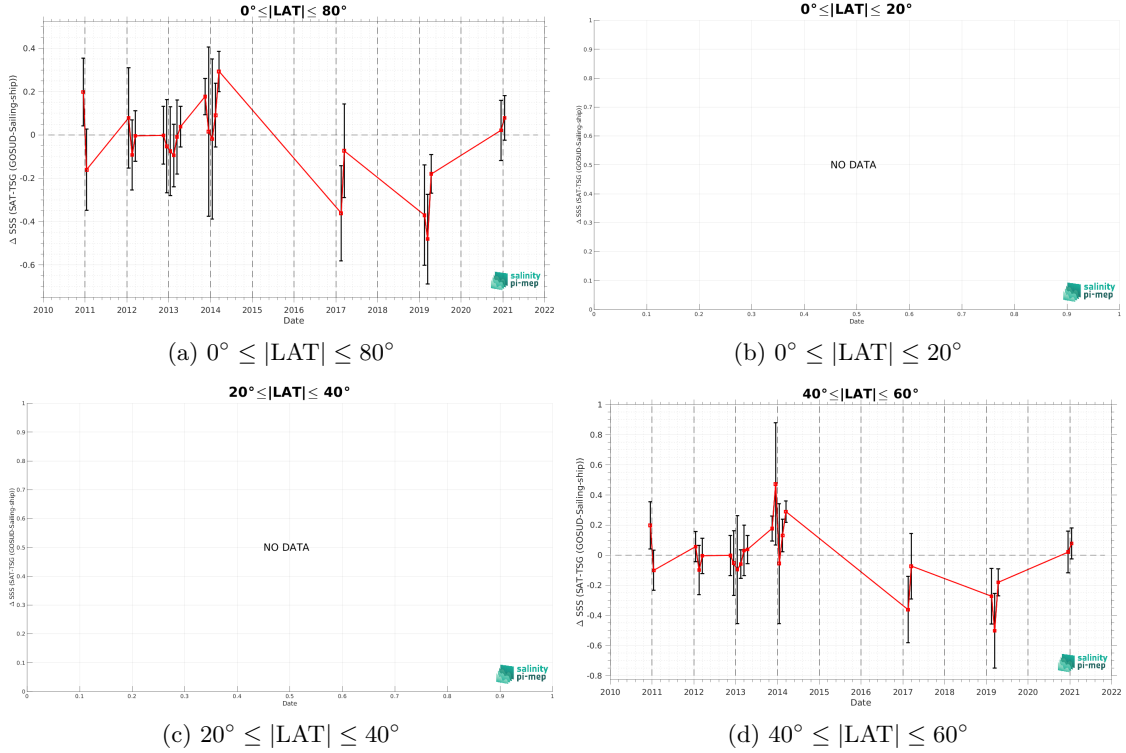 0°≤|LAT|≤ 80°
Δ SSS (SAT-TSG (GOSUD-Sailing-ship))
0.4
0.2
0
-0.2
-0.4
-0.6
2010 2011 2012 2013 2014 2015 2016 2017 2018 2019 2020 2021 2022
Date
salinity
pi-mep
(a) 0° ≤ |LAT| ≤ 80°
0°≤|LAT|≤ 20°
Δ SSS (SAT-TSG (GOSUD-Sailing-ship))
1
0.9
0.8
0.7
0.6
0.5
0.4
0.3
0.2
0.1
0
NO DATA
0 0.1 0.2 0.3 0.4 0.5 0.6 0.7 0.8 0.9 1
Date
salinity
pi-mep
(b) 0° ≤ |LAT| ≤ 20°
20°≤|LAT|≤ 40°
Δ SSS (SAT-TSG (GOSUD-Sailing-ship))
1
0.9
0.8
0.7
0.6
0.5
0.4
0.3
0.2
0.1
0
NO DATA
0 0.1 0.2 0.3 0.4 0.5 0.6 0.7 0.8 0.9 1
Date
salinity
pi-mep
(c) 20° ≤ |LAT| ≤ 40°
40°≤|LAT|≤ 60°
Δ SSS (SAT-TSG (GOSUD-Sailing-ship))
1
0.8
0.6
0.4
0.2
0
-0.2
-0.4
-0.6
-0.8
2010 2011 2012 2013 2014 2015 2016 2017 2018 2019 2020 2021 2022
Date
salinity
pi-mep
(d) 40° ≤ |LAT| ≤ 60°